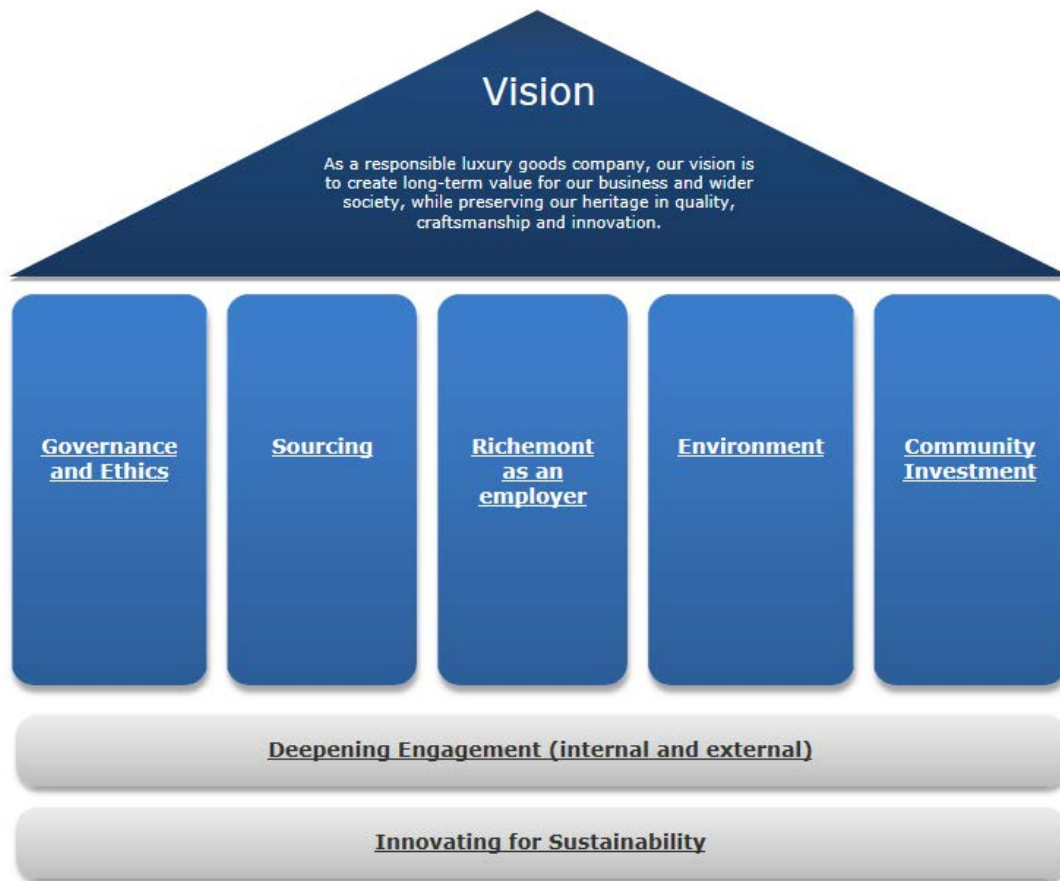 Vision
As a responsible luxury goods company, our vision is
to create long-term value for our business and wider
society, while preserving our heritage in quality,
craftsmanship and innovation.
Governance
and Ethics
Sourcing
Richemont
as an
employer
Environment
Community
Investment
Deepening Engagement (internal and external)
Innovating for Sustainability